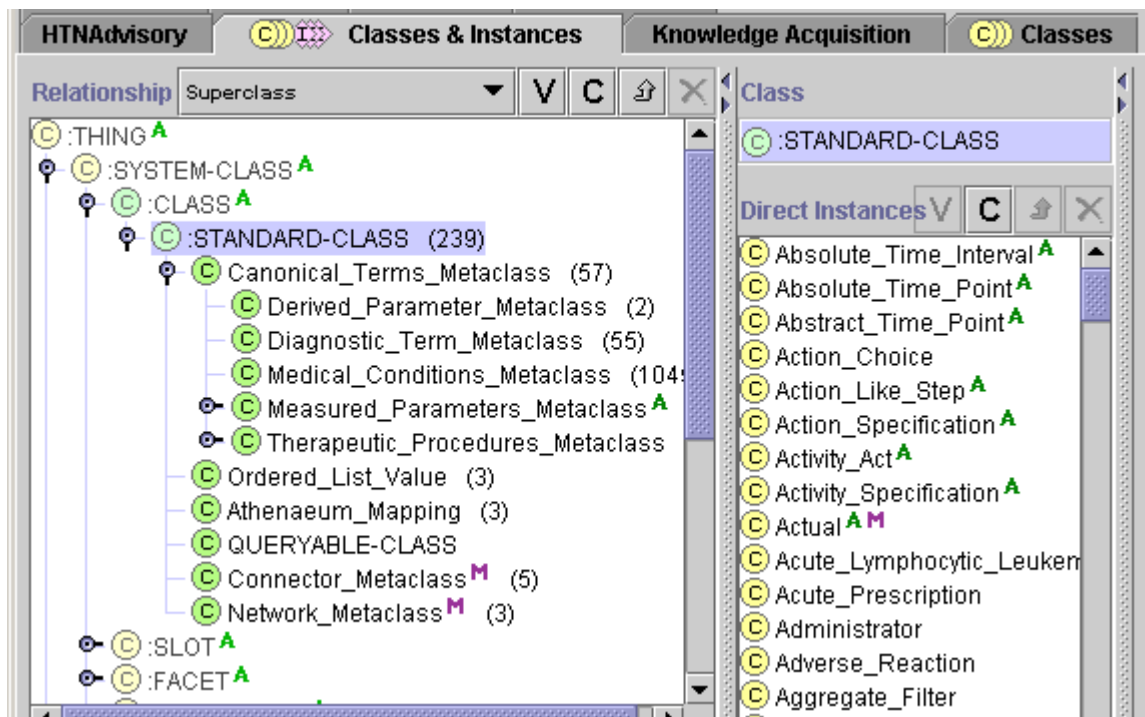 HTNAdvisory C I Classes & Instances Knowledge Acquisition C Classes
Relationship Superclass V C
C :THING A
C :SYSTEM-CLASS A
C :CLASS A
C :STANDARD-CLASS (239)
C Canonical_Terms_Metaclass (57)
C Derived_Parameter_Metaclass (2)
C Diagnostic_Term_Metaclass (55)
C Medical_Conditions_Metaclass (104
C Measured_Parameters_Metaclass A
C Therapeutic_Procedures_Metaclass
C Ordered_List_Value (3)
C Athenaeum_Mapping (3)
C QUERYABLE-CLASS
C Connector_Metaclass M (5)
C Network_Metaclass M (3)
C :SLOT A
C :FACET A
Class
C :STANDARD-CLASS
Direct Instances V C
C Absolute_Time_Interval A
C Absolute_Time_Point A
C Abstract_Time_Point A
C Action_Choice
C Action_Like_Step A
C Action_Specification A
C Activity_Act A
C Activity_Specification A
C Actual A M
C Acute_Lymphocytic_Leukem
C Acute_Prescription
C Administrator
C Adverse_Reaction
C Aggregate_Filter